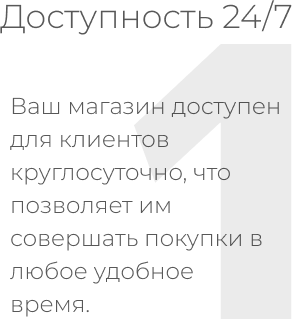 Доступность 24/7
1
Ваш магазин доступен
для клиентов
круглосуточно, что
позволяет им
совершать покупки в
любое удобное
время.